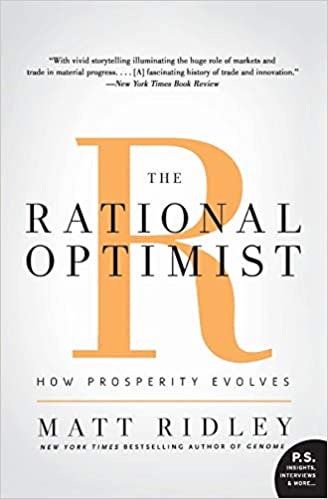 "With vivid storytelling illuminating the huge role of markets and
trade in material progress. . . . [A] fascinating history of trade and innovation."
—New York Times Book Review
R
THE
RATIONAL
OPTIMIST
HOW PROSPERITY EVOLVES
MATT RIDLEY
NEW YORK TIMES BESTSELLING AUTHOR OF GENOME
P.S.
INSIGHTS,
INTERVIEWS
& MORE...